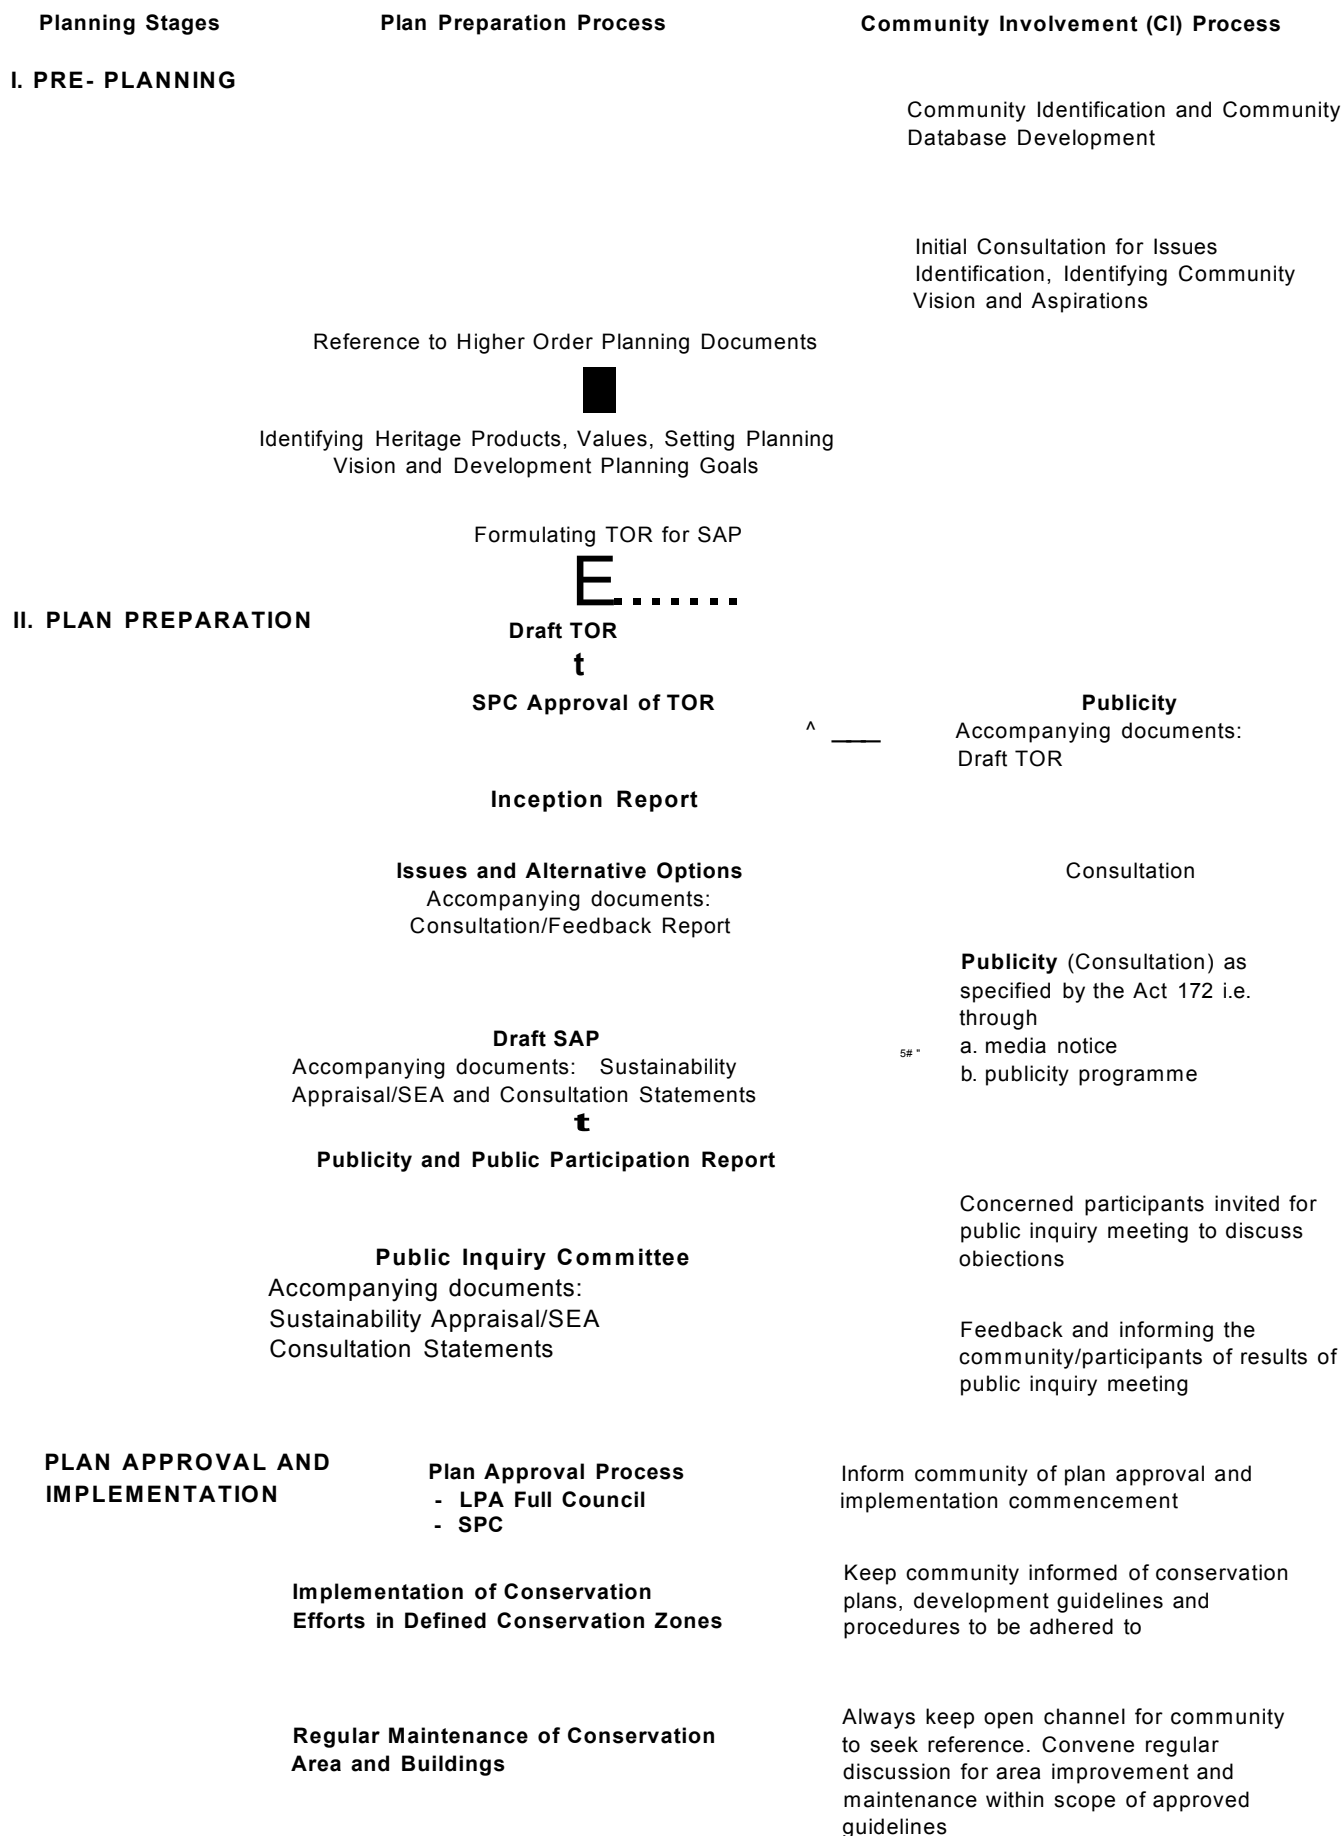 Planning Stages
Plan Preparation Process
Community Involvement (CI) Process
I. PRE- PLANNING
Community Identification and Community
Database Development
Initial Consultation for Issues
Identification, Identifying Community
Vision and Aspirations
Reference to Higher Order Planning Documents
Identifying Heritage Products, Values, Setting Planning
Vision and Development Planning Goals
Formulating TOR for SAP
E.......
II. PLAN PREPARATION
Draft TOR
t
SPC Approval of TOR
Publicity
^ ___
Accompanying documents:
Draft TOR
Inception Report
Issues and Alternative Options
Accompanying documents:
Consultation/Feedback Report
Consultation
Publicity (Consultation) as
specified by the Act 172 i.e.
through
a. media notice
b. publicity programme
5# "
Draft SAP
Accompanying documents: Sustainability
Appraisal/SEA and Consultation Statements
t
Publicity and Public Participation Report
Concerned participants invited for
public inquiry meeting to discuss
obiections
Public Inquiry Committee
Accompanying documents:
Sustainability Appraisal/SEA
Consultation Statements
Feedback and informing the
community/participants of results of
public inquiry meeting
PLAN APPROVAL AND
IMPLEMENTATION
Plan Approval Process
- LPA Full Council
- SPC
Inform community of plan approval and
implementation commencement
Implementation of Conservation
Efforts in Defined Conservation Zones
Keep community informed of conservation
plans, development guidelines and
procedures to be adhered to
Regular Maintenance of Conservation
Area and Buildings
Always keep open channel for community
to seek reference. Convene regular
discussion for area improvement and
maintenance within scope of approved
guidelines